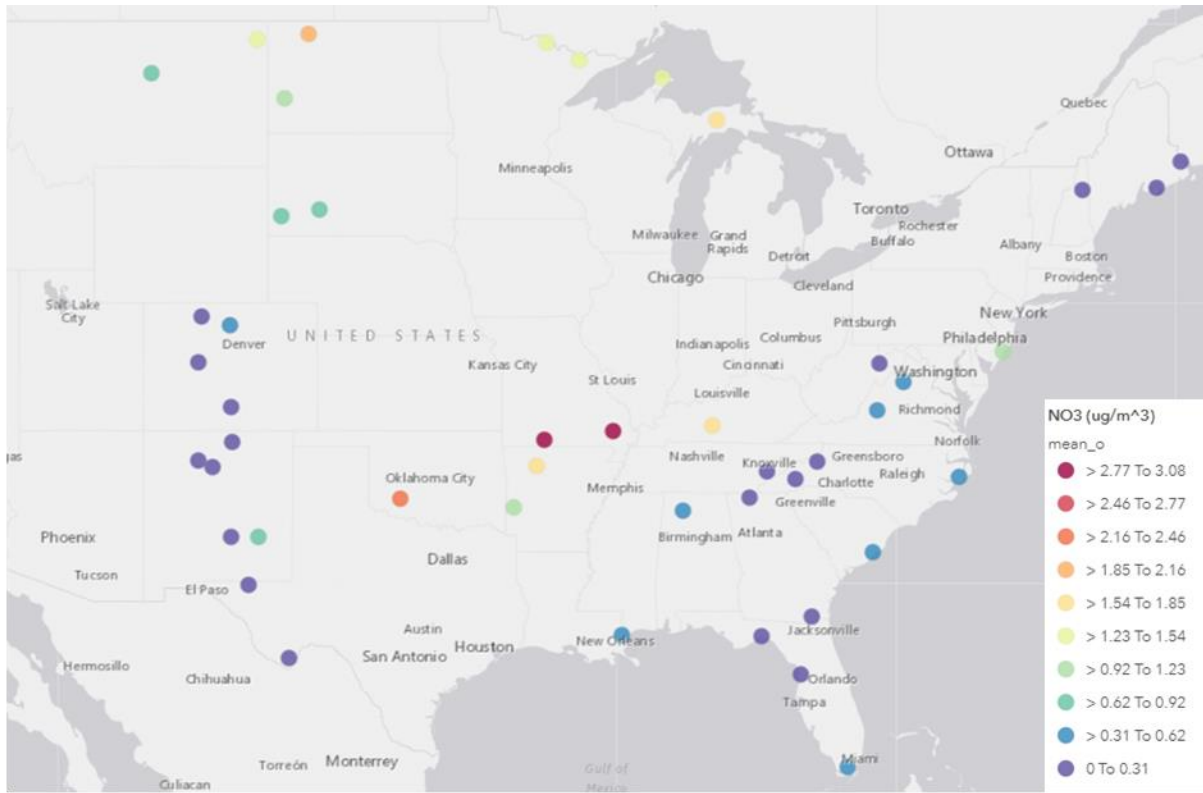 Quebec
Ottawa
Minneapolis
Toronto
Rochester
Milwaukee
Grand
Rapids
Buffalo
Albany
Detroit
Boston
Chicago
Cleveland
Providence
Salt Lake
City
New York
Pittsburgh
UNITED STATES
Denver
Indianapolis
Columbus
Philadelphia
Kansas City
Cincinnati
Washington
St Louis
Louisville
Richmond
Norfolk
gas
Nashville
Knoxville
Greensboro
Raleigh
Oklahoma City
Memphis
Charlotte
Greenville
Phoenix
Birmingham
Atlanta
Dallas
Tucson
El Paso
Austin
New Orleans
Jacksonville
Houston
San Antonio
Hermosillo
Chihuahua
Orlando
Tampa
Torreón
Monterrey
Miami
Gulf of
Mexico
Culiacan
NO3 (ug/m^3)
mean_o
> 2.77 To 3.08
> 2.46 To 2.77
> 2.16 To 2.46
> 1.85 To 2.16
> 1.54 To 1.85
> 1.23 To 1.54
> 0.92 To 1.23
> 0.62 To 0.92
> 0.31 To 0.62
0 To 0.31